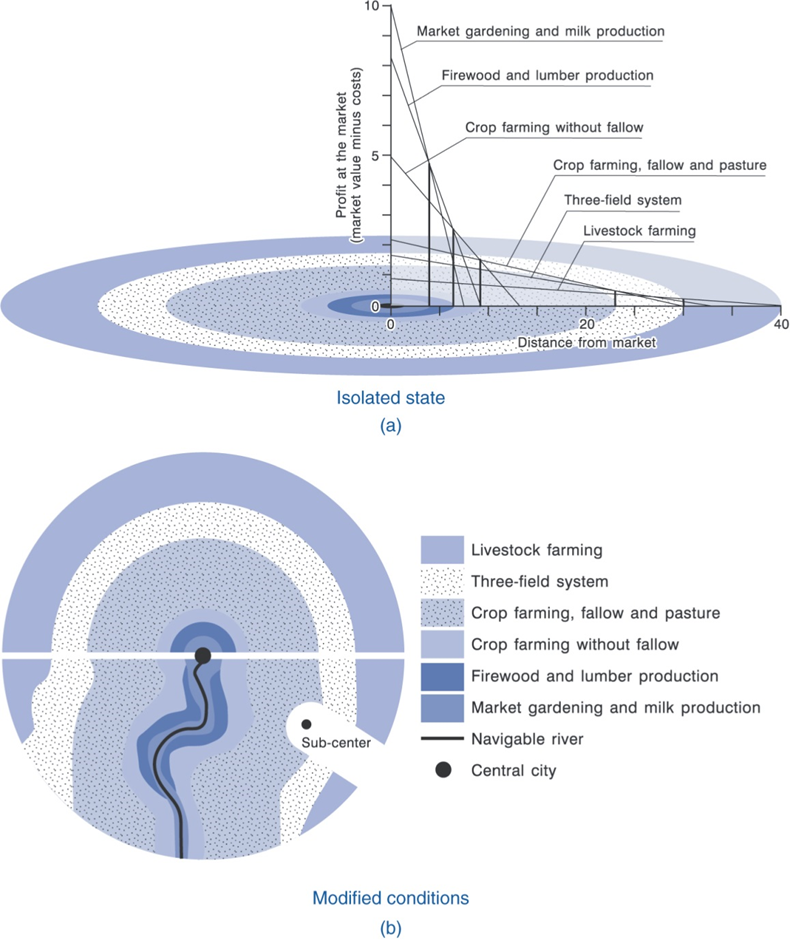 10
Market gardening and milk production
Firewood and lumber production
Profit at the market
(market value minus costs)
Crop farming without fallow
5
Crop farming, fallow and pasture
Three-field system
Livestock farming
0
0
20
40
Distance from market
Isolated state
(a)
Livestock farming
Three-field system
Crop farming, fallow and pasture
Crop farming without fallow
Firewood and lumber production
Market gardening and milk production
Navigable river
Central city
Sub-center
Modified conditions
(b)